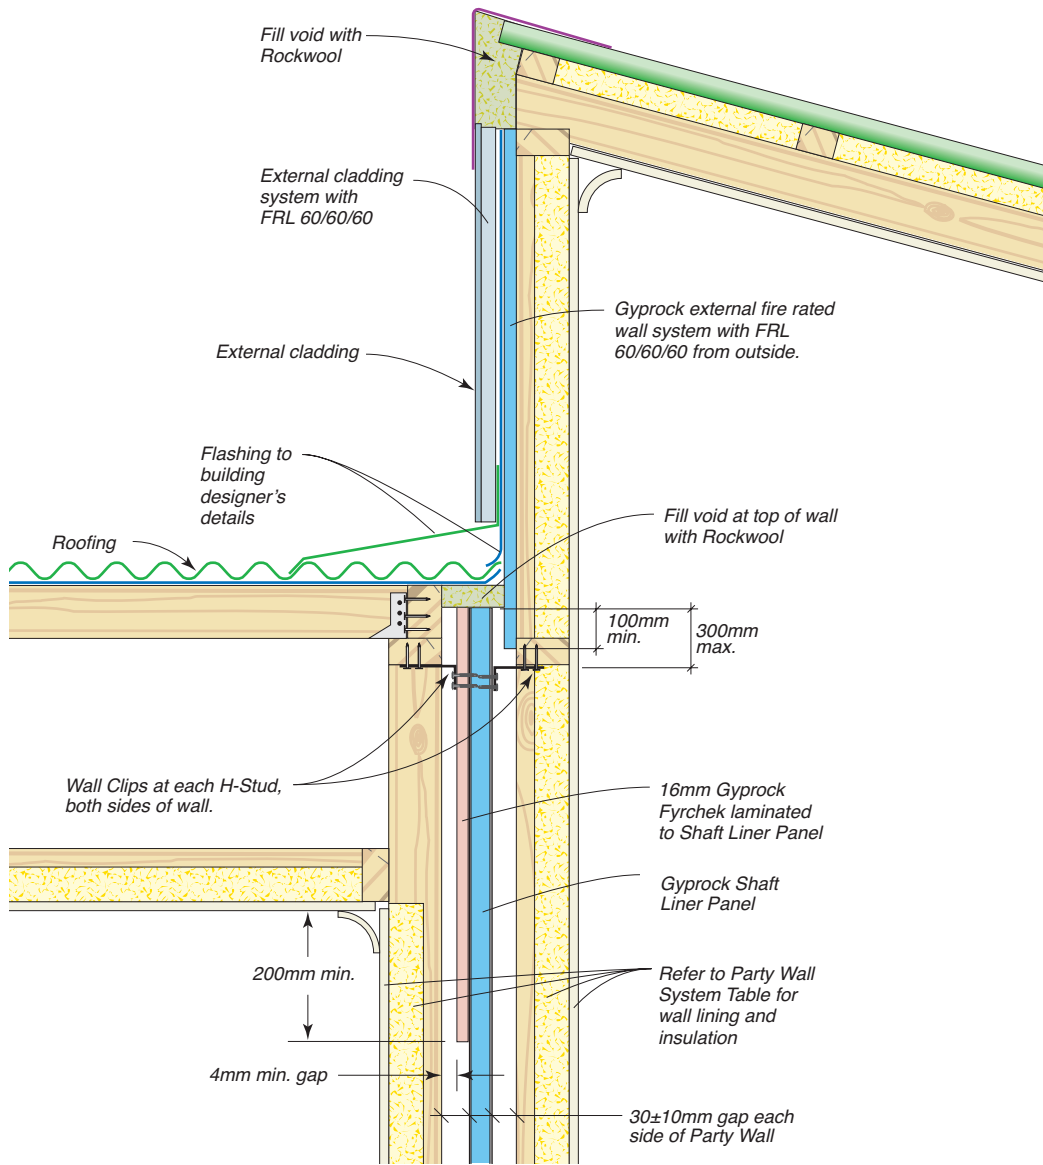 Fill void with
Rockwool
External cladding
system with
FRL 60/60/60
Gyprock external fire rated
wall system with FRL
60/60/60 from outside.
External cladding
Flashing to
building
designer's
details
Fill void at top of wall
with Rockwool
Roofing
100mm
min.
300mm
max.
Wall Clips at each H-Stud,
both sides of wall.
16mm Gyprock
Fyrchek laminated
to Shaft Liner Panel
Gyprock Shaft
Liner Panel
200mm min.
Refer to Party Wall
System Table for
wall lining and
insulation
4mm min. gap
30±10mm gap each
side of Party Wall